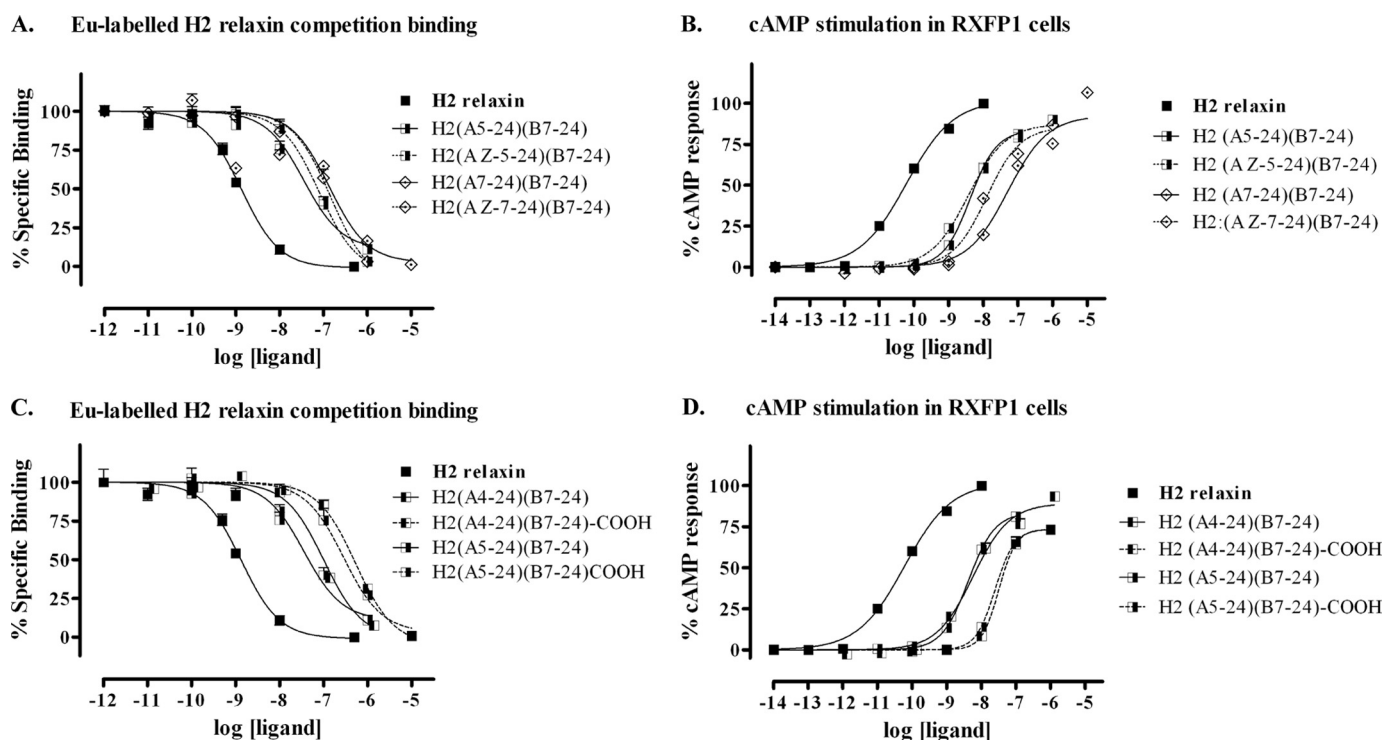 A. Eu-labelled H2 relaxin competition binding
% Specific Binding
100
75
50
25
0
-12 -11 -10 -9 -8 -7 -6 -5
log [ligand]
H2 relaxin
H2(A5-24)(B7-24)
H2(A Z-5-24)(B7-24)
H2(A7-24)(B7-24)
H2(A Z-7-24)(B7-24)
B. cAMP stimulation in RXFP1 cells
% cAMP response
100
75
50
25
0
-14 -13 -12 -11 -10 -9 -8 -7 -6 -5
log [ligand]
H2 relaxin
H2 (A5-24)(B7-24)
H2 (A Z-5-24)(B7-24)
H2 (A7-24)(B7-24)
H2:(A Z-7-24)(B7-24)
C. Eu-labelled H2 relaxin competition binding
% Specific Binding
100
75
50
25
0
-12 -11 -10 -9 -8 -7 -6 -5
log [ligand]
H2 relaxin
H2(A4-24)(B7-24)
H2(A4-24)(B7-24)-COOH
H2(A5-24)(B7-24)
H2(A5-24)(B7-24)COOH
D. cAMP stimulation in RXFP1 cells
% cAMP response
100
75
50
25
0
-14 -13 -12 -11 -10 -9 -8 -7 -6 -5
log [ligand]
H2 relaxin
H2 (A4-24)(B7-24)
H2 (A4-24)(B7-24)-COOH
H2 (A5-24)(B7-24)
H2 (A5-24)(B7-24)-COOH